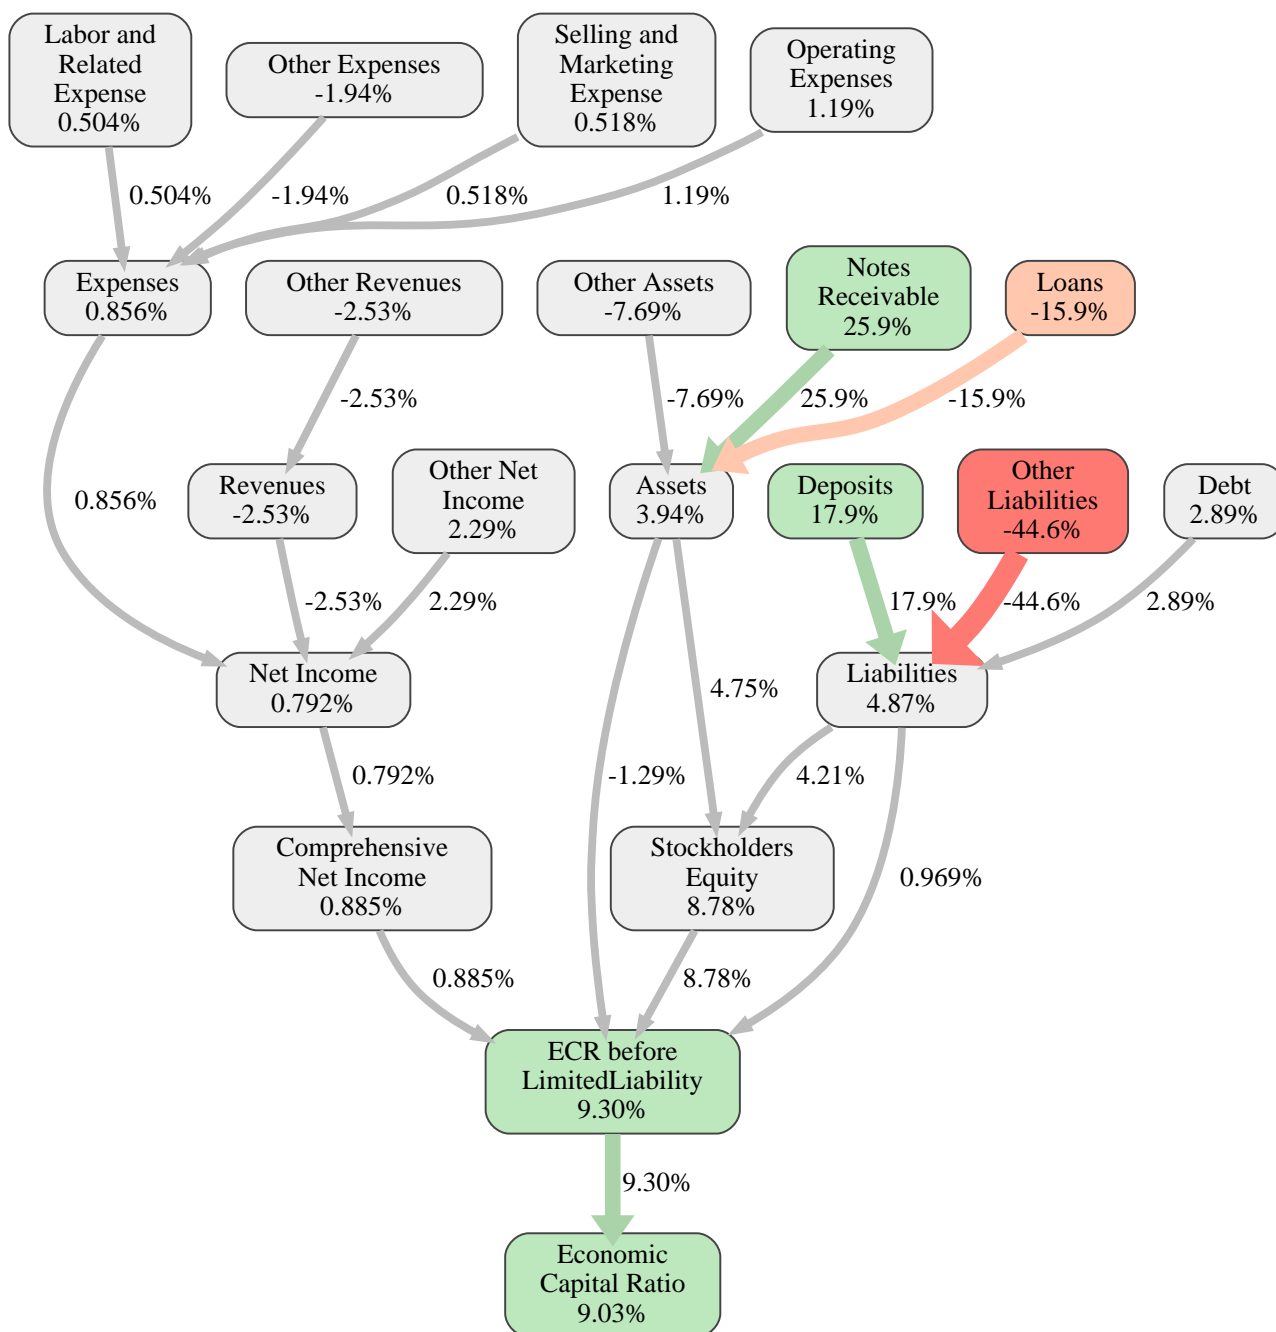 Labor and
Related
Expense
0.504%
Other Expenses
-1.94%
Selling and
Marketing
Expense
0.518%
Operating
Expenses
1.19%
0.504%
-1.94%
0.518%
1.19%
Expenses
0.856%
Other Revenues
-2.53%
Other Assets
-7.69%
Notes
Receivable
25.9%
Loans
-15.9%
-2.53%
-7.69%
25.9%
-15.9%
0.856%
Revenues
-2.53%
Other Net
Income
2.29%
Assets
3.94%
Deposits
17.9%
Other
Liabilities
-44.6%
Debt
2.89%
-2.53%
2.29%
17.9%
-44.6%
2.89%
Net Income
0.792%
4.75%
Liabilities
4.87%
0.792%
-1.29%
4.21%
Comprehensive
Net Income
0.885%
Stockholders
Equity
8.78%
0.969%
0.885%
8.78%
ECR before
LimitedLiability
9.30%
9.30%
Economic
Capital Ratio
9.03%